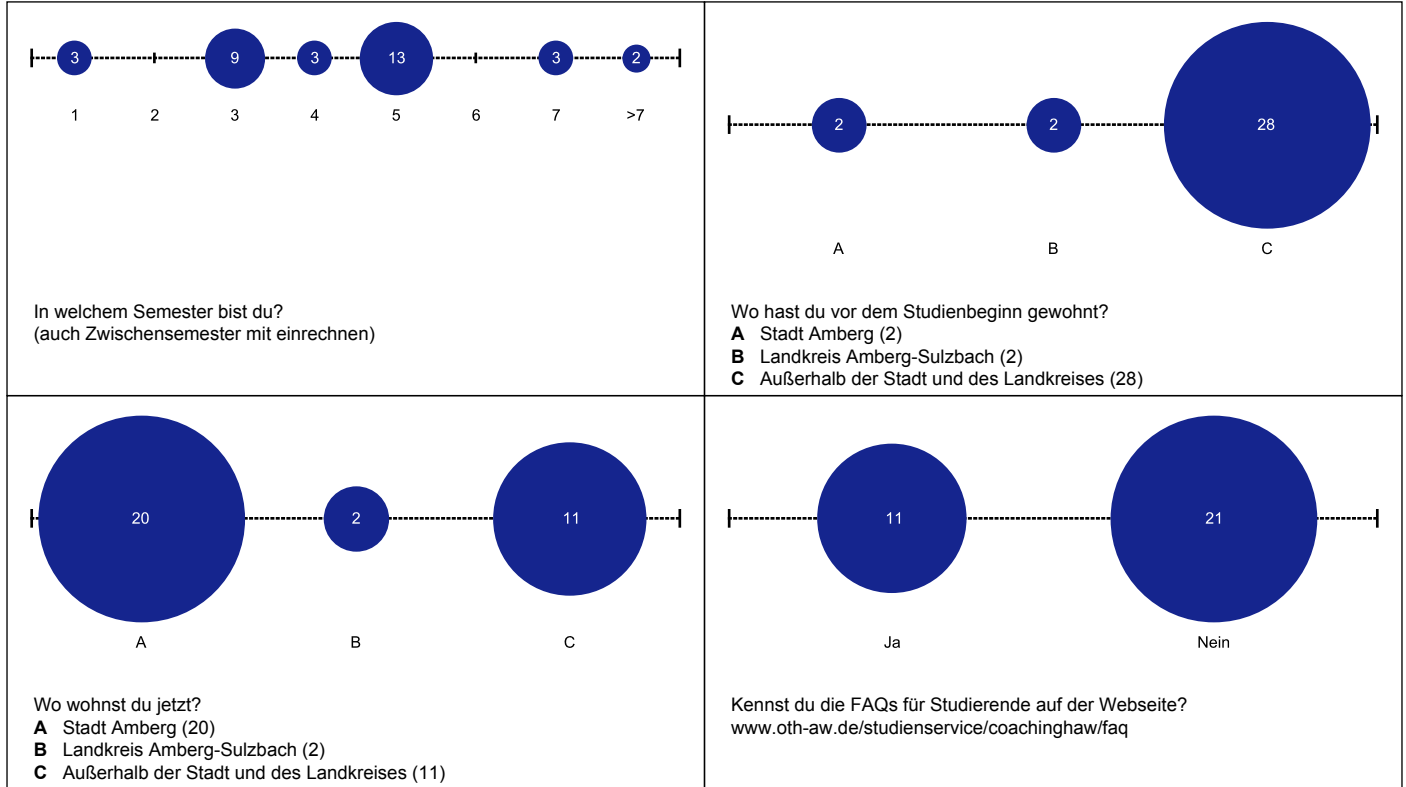 3 9 3 13 3 2
1 2 3 4 5 6 7 >7
In welchem Semester bist du?
(auch Zwischensemester mit einrechnen)
2 2 28
A B C
Wo hast du vor dem Studienbeginn gewohnt?
A Stadt Amberg (2)
B Landkreis Amberg-Sulzbach (2)
C Außerhalb der Stadt und des Landkreises (28)
20 2 11
A B C
Wo wohnst du jetzt?
A Stadt Amberg (20)
B Landkreis Amberg-Sulzbach (2)
C Außerhalb der Stadt und des Landkreises (11)
11 21
Ja Nein
Kennst du die FAQs für Studierende auf der Webseite?
www.oth-aw.de/studienservice/coachinghaw/faq